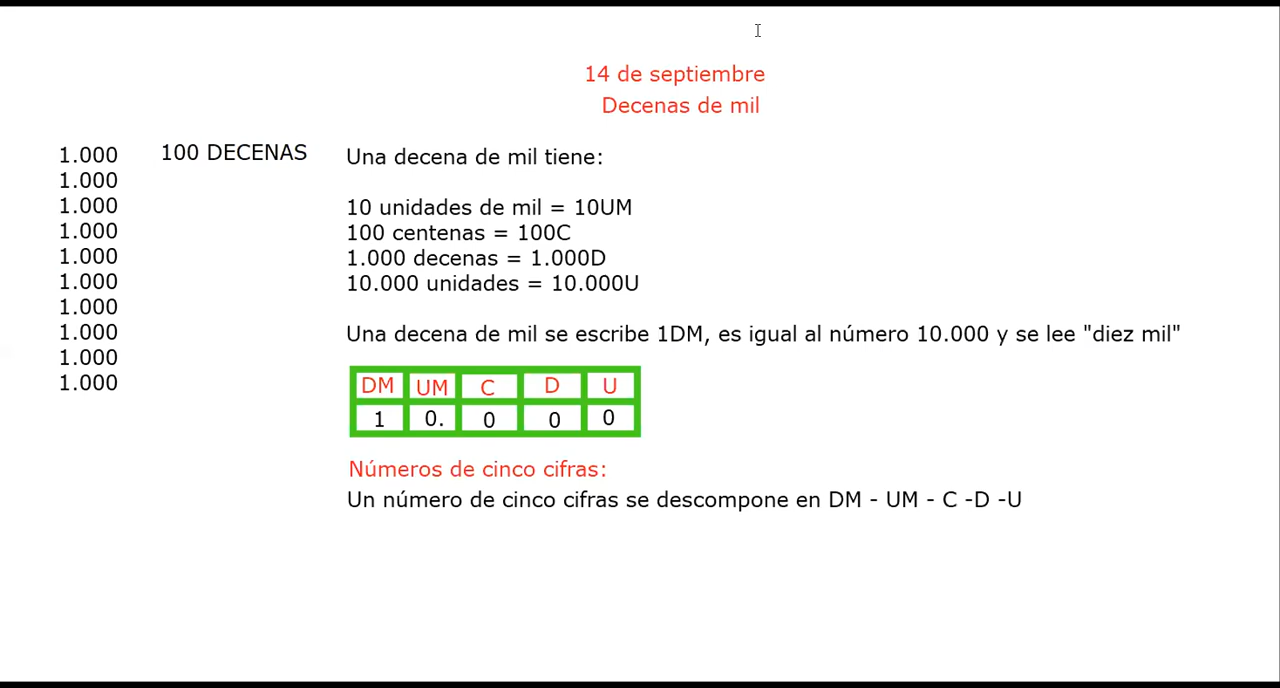 14 de septiembre
Decenas de mil
1.000
1.000
1.000
1.000
1.000
1.000
1.000
1.000
1.000
1.000
100 DECENAS
Una decena de mil tiene:
10 unidades de mil = 10UM
100 centenas = 100C
1.000 decenas = 1.000D
10.000 unidades = 10.000U
Una decena de mil se escribe 1DM, es igual al número 10.000 y se lee "diez mil"
DM UM C D U
1 0. 0 0 0
Números de cinco cifras:
Un número de cinco cifras se descompone en DM - UM - C -D -U